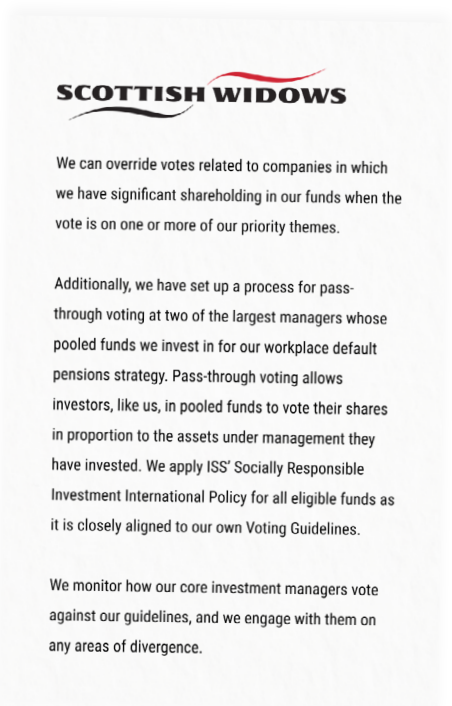 SCOTTISH WIDOWS
We can override votes related to companies in which
we have significant shareholding in our funds when the
vote is on one or more of our priority themes.
Additionally, we have set up a process for pass-
through voting at two of the largest managers whose
pooled funds we invest in for our workplace default
pensions strategy. Pass-through voting allows
investors, like us, in pooled funds to vote their shares
in proportion to the assets under management they
have invested. We apply ISS’ Socially Responsible
Investment International Policy for all eligible funds as
it is closely aligned to our own Voting Guidelines.
We monitor how our core investment managers vote
against our guidelines, and we engage with them on
any areas of divergence.